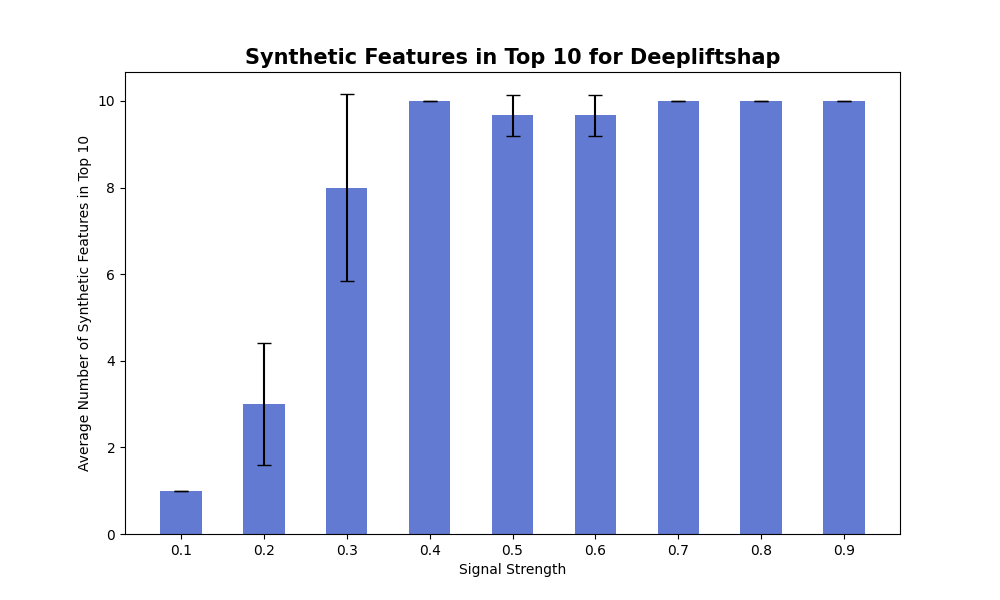 Synthetic Features in Top 10 for Deepliftshap
Average Number of Synthetic Features in Top 10
10
8
6
4
2
0
0.1 0.2 0.3 0.4 0.5 0.6 0.7 0.8 0.9
Signal Strength